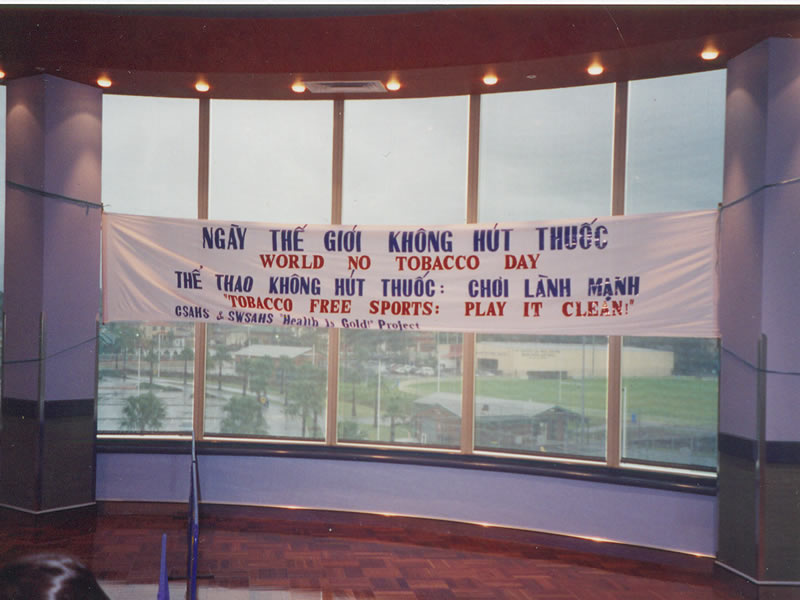 NGÀY THẾ GIỚI KHÔNG HÚT THUỐC
WORLD NO TOBACCO DAY
THỂ THAO KHÔNG HÚT THUỐC: CHƠI LÀNH MẠNH
"TOBACCO FREE SPORTS: PLAY IT CLEAN!"
CSAHS & SWSAHS "Health is Gold!" Project